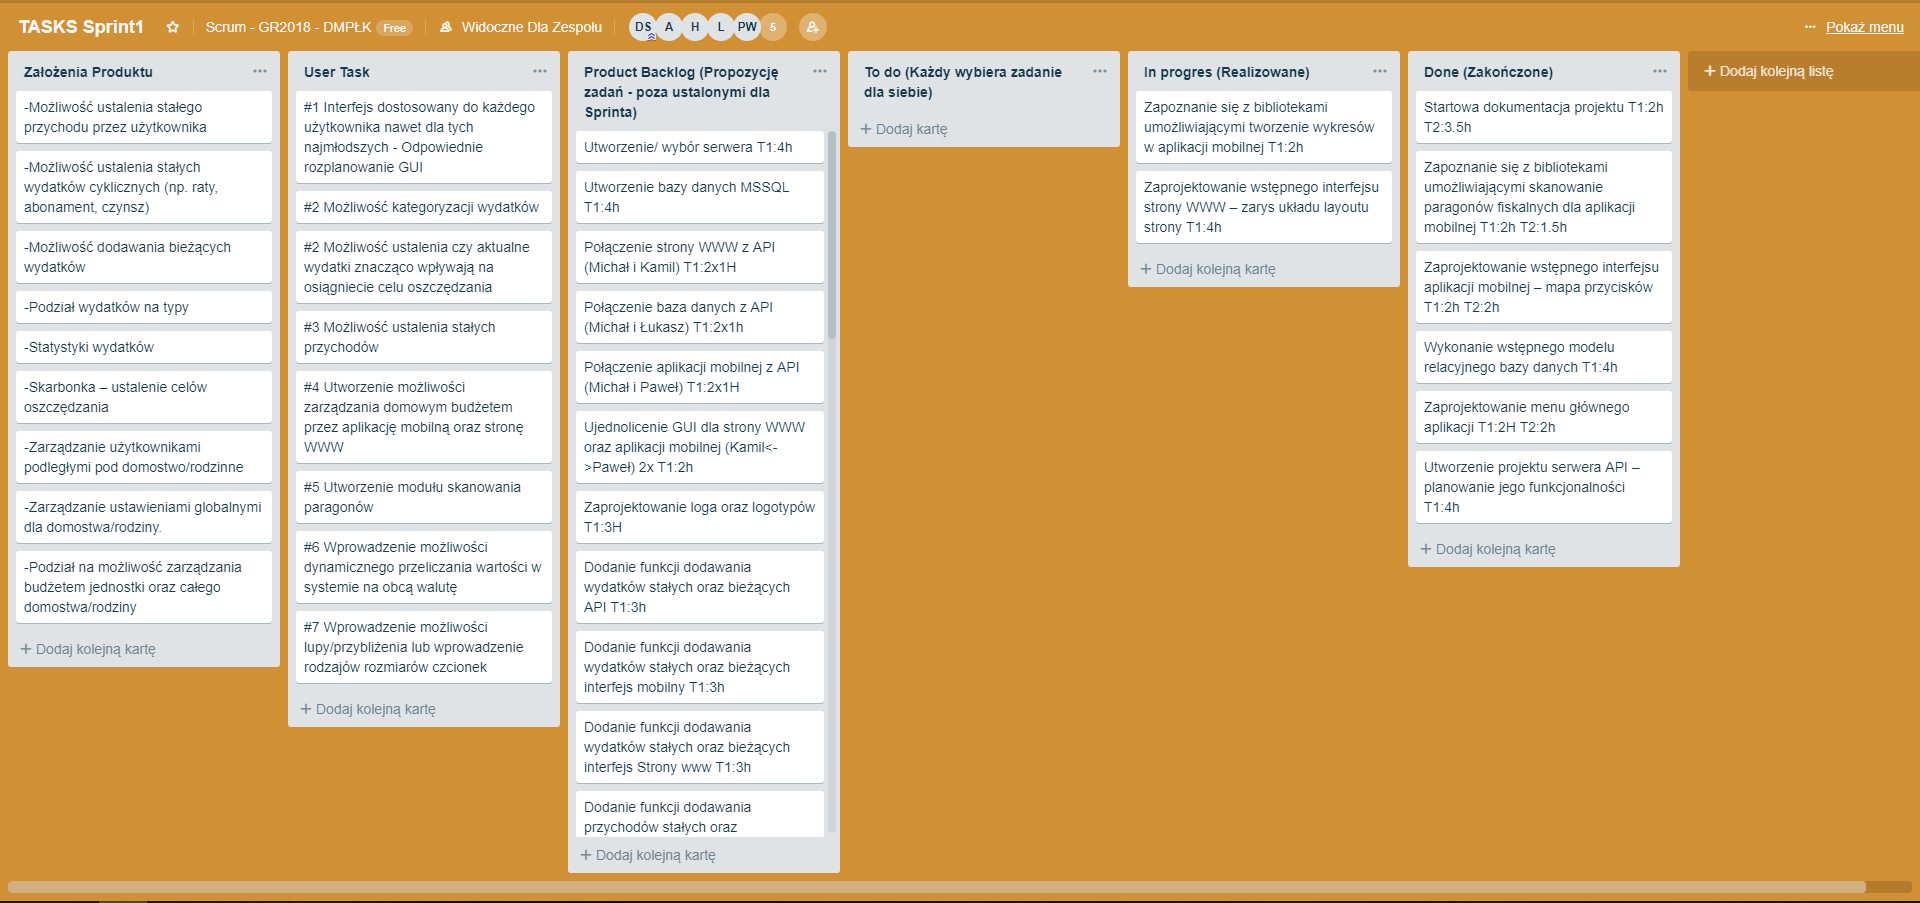 TASKS Sprint1
Scrum - GR2018 - DMPŁK Free
Widoczne Dla Zespołu
DS A H L PW 5
Pokaż menu
Założenia Produktu
-Możliwość ustalenia stałego
przychodu przez użytkownika
-Możliwość ustalenia stałych
wydatków cyklicznych (np. raty,
abonament, czynsz)
-Możliwość dodawania bieżących
wydatków
-Podział wydatków na typy
-Statystyki wydatków
-Skarbonka – ustalenie celów
oszczędzania
-Zarządzanie użytkownikami
podległymi pod domostwo/rodzinne
-Zarządzanie ustawieniami globalnymi
dla domostwa/rodziny.
-Podział na możliwość zarządzania
budżetem jednostki oraz całego
domostwa/rodziny
+ Dodaj kolejną kartę
User Task
#1 Interfejs dostosowany do każdego
użytkownika nawet dla tych
najmłodszych - Odpowiednie
rozplanowanie GUI
#2 Możliwość kategoryzacji wydatków
#2 Możliwość ustalenia czy aktualne
wydatki znacząco wpływają na
osiągniecie celu oszczędzania
#3 Możliwość ustalenia stałych
przychodów
#4 Utworzenie możliwości
zarządzania domowym budżetem
przez aplikację mobilną oraz stronę
WWW
#5 Utworzenie modułu skanowania
paragonów
#6 Wprowadzenie możliwości
dynamicznego przeliczania wartości w
systemie na obcą walutę
#7 Wprowadzenie możliwości
lupy/przybliżenia lub wprowadzenie
rodzajów rozmiarów czcionek
+ Dodaj kolejną kartę
Product Backlog (Propozycję
zadań - poza ustalonymi dla
Sprinta)
Utworzenie/ wybór serwera T1:4h
Utworzenie bazy danych MSSQL
T1:4h
Połączenie strony WWW z API
(Michał i Kamil) T1:2x1H
Połączenie baza danych z API
(Michał i Łukasz) T1:2x1h
Połączenie aplikacji mobilnej z API
(Michał i Paweł) T1:2x1H
Ujednolicenie GUI dla strony WWW
oraz aplikacji mobilnej (Kamil<-
>Paweł) 2x T1:2h
Zaprojektowanie loga oraz logotypów
T1:3H
Dodanie funkcji dodawania
wydatków stałych oraz bieżących
API T1:3h
Dodanie funkcji dodawania
wydatków stałych oraz bieżących
interfejs mobilny T1:3h
Dodanie funkcji dodawania
wydatków stałych oraz bieżących
interfejs Strony www T1:3h
Dodanie funkcji dodawania
przychodów stałych oraz
+ Dodaj kolejną kartę
To do (Każdy wybiera zadanie
dla siebie)
+ Dodaj kartę
In progres (Realizowane)
Zapoznanie się z bibliotekami
umożliwiającymi tworzenie wykresów
w aplikacji mobilnej T1:2h
Zaprojektowanie wstępnego interfejsu
strony WWW – zarys układu layoutu
strony T1:4h
+ Dodaj kolejną kartę
Done (Zakończone)
Startowa dokumentacja projektu T1:2h
T2:3.5h
Zapoznanie się z bibliotekami
umożliwiającymi skanowanie
paragonów fiskalnych dla aplikacji
mobilnej T1:2h T2:1.5h
Zaprojektowanie wstępnego interfejsu
aplikacji mobilnej – mapa przycisków
T1:2h T2:2h
Wykonanie wstępnego modelu
relacyjnego bazy danych T1:4h
Zaprojektowanie menu głównego
aplikacji T1:2H T2:2h
Utworzenie projektu serwera API –
planowanie jego funkcjonalności
T1:4h
+ Dodaj kolejną kartę
+ Dodaj kolejną listę